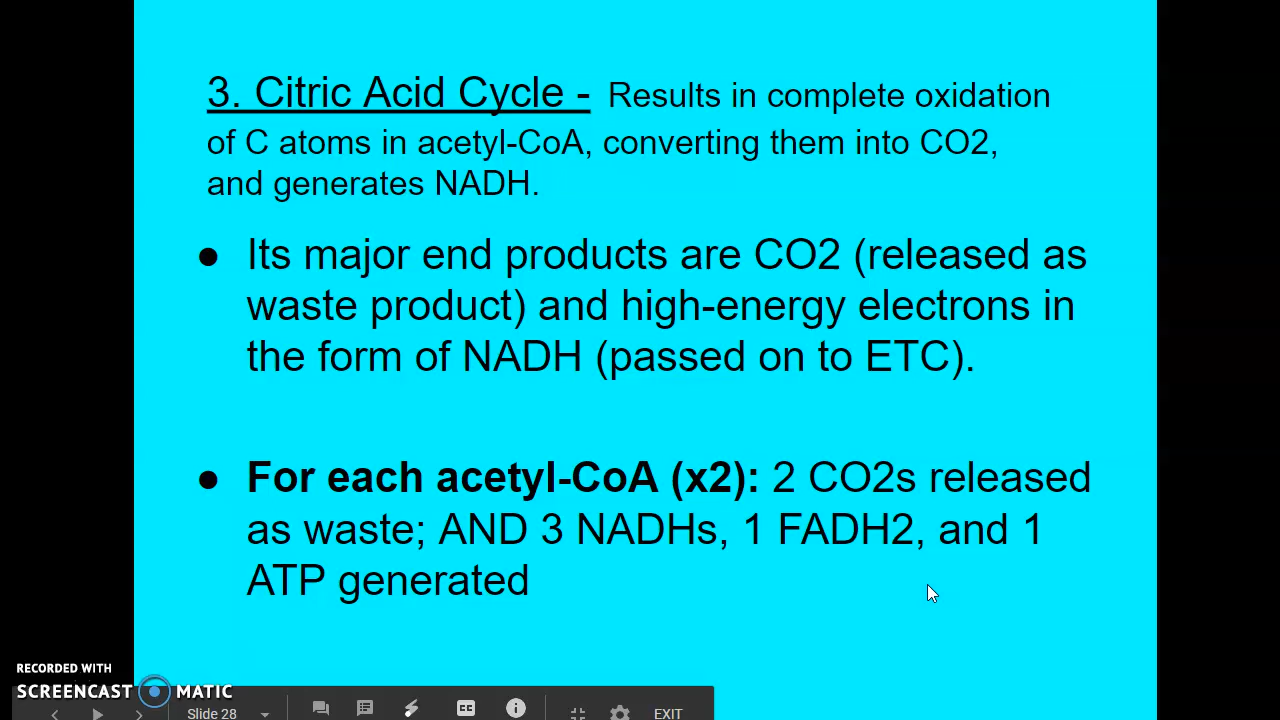 3. Citric Acid Cycle - Results in complete oxidation
of C atoms in acetyl-CoA, converting them into CO2,
and generates NADH.
● Its major end products are CO2 (released as
waste product) and high-energy electrons in
the form of NADH (passed on to ETC).
● For each acetyl-CoA (x2): 2 CO2s released
as waste; AND 3 NADHs, 1 FADH2, and 1
ATP generated
RECORDED WITH
SCREENCAST MATIC
Slide 28
CC
EXIT